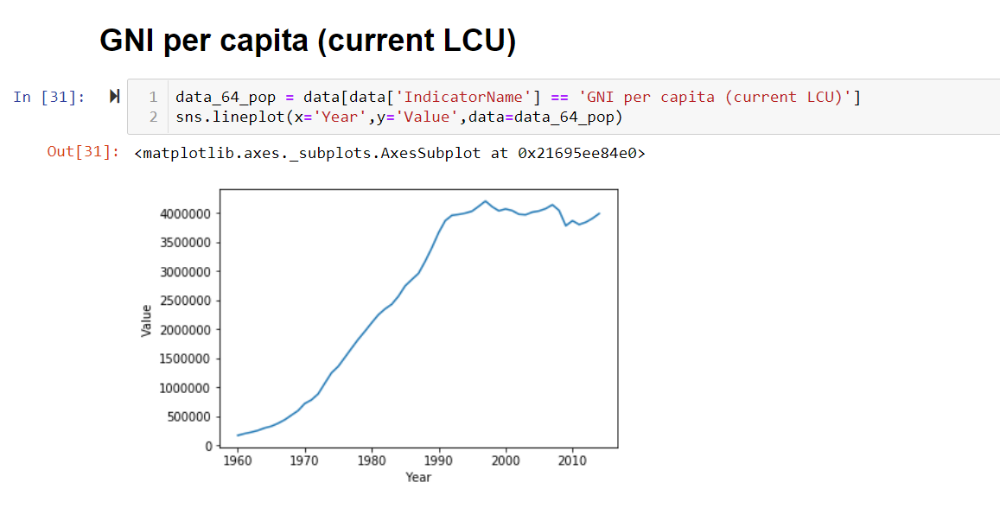 GNI per capita (current LCU)
In [31]:
1 data_64_pop = data[data['IndicatorName'] == 'GNI per capita (current LCU)']
2 sns.lineplot(x='Year',y='Value',data=data_64_pop)
Out[31]: <matplotlib.axes._subplots.AxesSubplot at 0x21695ee84e0>
4000000
3500000
3000000
2500000
2000000
1500000
1000000
500000
0
Value
1960 1970 1980 1990 2000 2010
Year